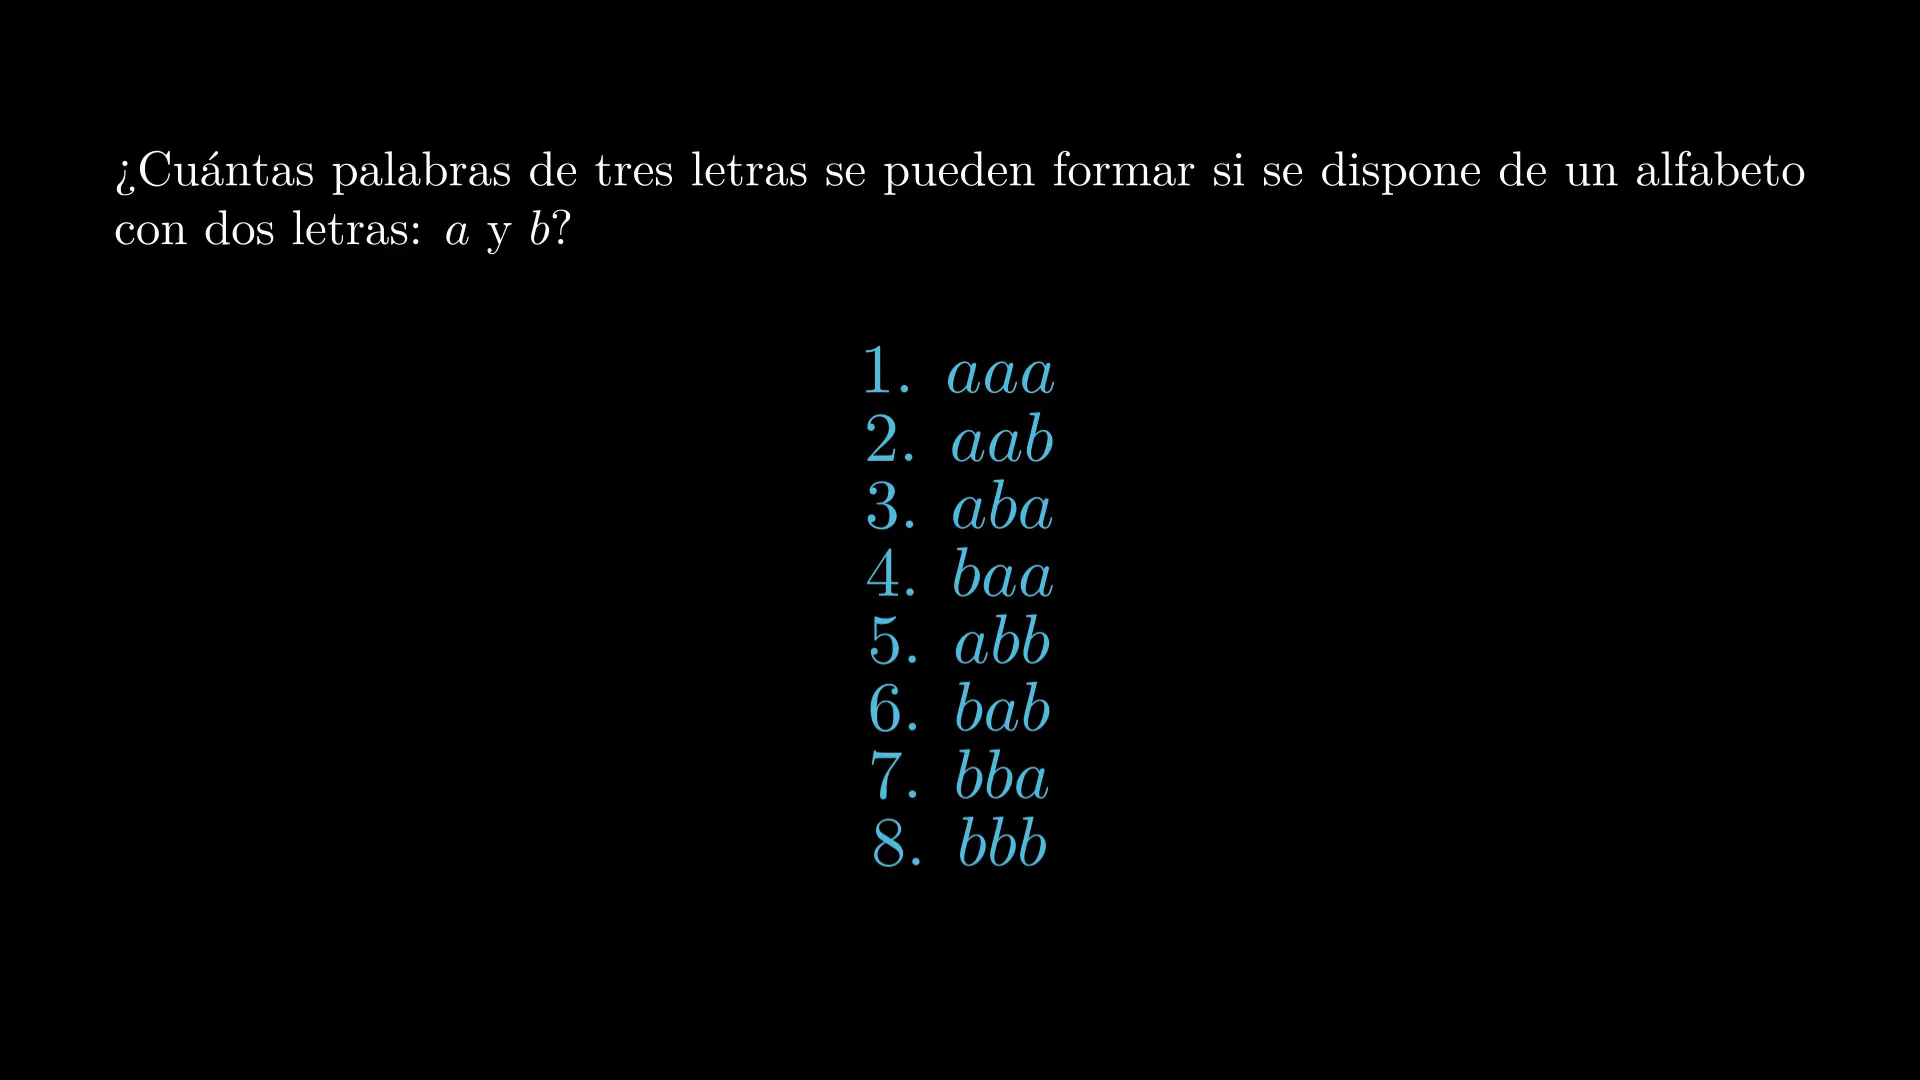 ¿Cuántas palabras de tres letras se pueden formar si se dispone de un alfabeto
con dos letras: a y b?
1. aaa
2. aab
3. aba
4. baa
5. abb
6. bab
7. bba
8. bbb